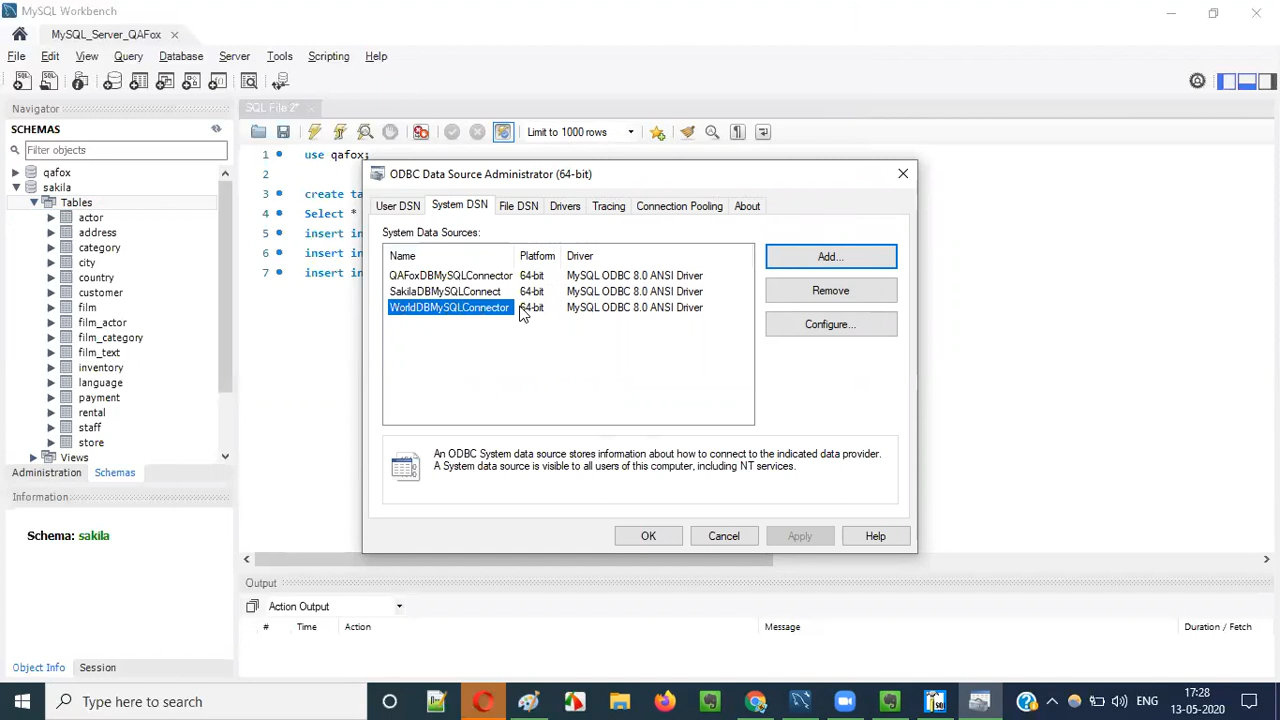 MySQL Workbench
MySQL_Server_QAFox
File Edit View Query Database Server Tools Scripting Help
Navigator
SCHEMAS
Filter objects
qafox
sakila
Tables
actor
address
category
city
country
customer
film
film_actor
film_category
film_text
inventory
language
payment
rental
staff
store
Views
Administration Schemas
Information
Schema: sakila
Object Info Session
SQL File 2*
Limit to 1000 rows
1 use qafox;
2
3 create ta
4 Select *
5 insert in
6 insert in
7 insert in
ODBC Data Source Administrator (64-bit)
User DSN System DSN File DSN Drivers Tracing Connection Pooling About
System Data Sources:
Name Platform Driver
QAFoxDBMySQLConnector 64-bit MySQL ODBC 8.0 ANSI Driver
SakilaDBMySQLConnect 64-bit MySQL ODBC 8.0 ANSI Driver
WorldDBMySQLConnector 64-bit MySQL ODBC 8.0 ANSI Driver
Add...
Remove
Configure...
An ODBC System data source stores information about how to connect to the indicated data provider.
A System data source is visible to all users of this computer, including NT services.
OK Cancel Apply Help
Output
Action Output
# Time Action Message Duration / Fetch
Type here to search
ENG
17:28
13-05-2020